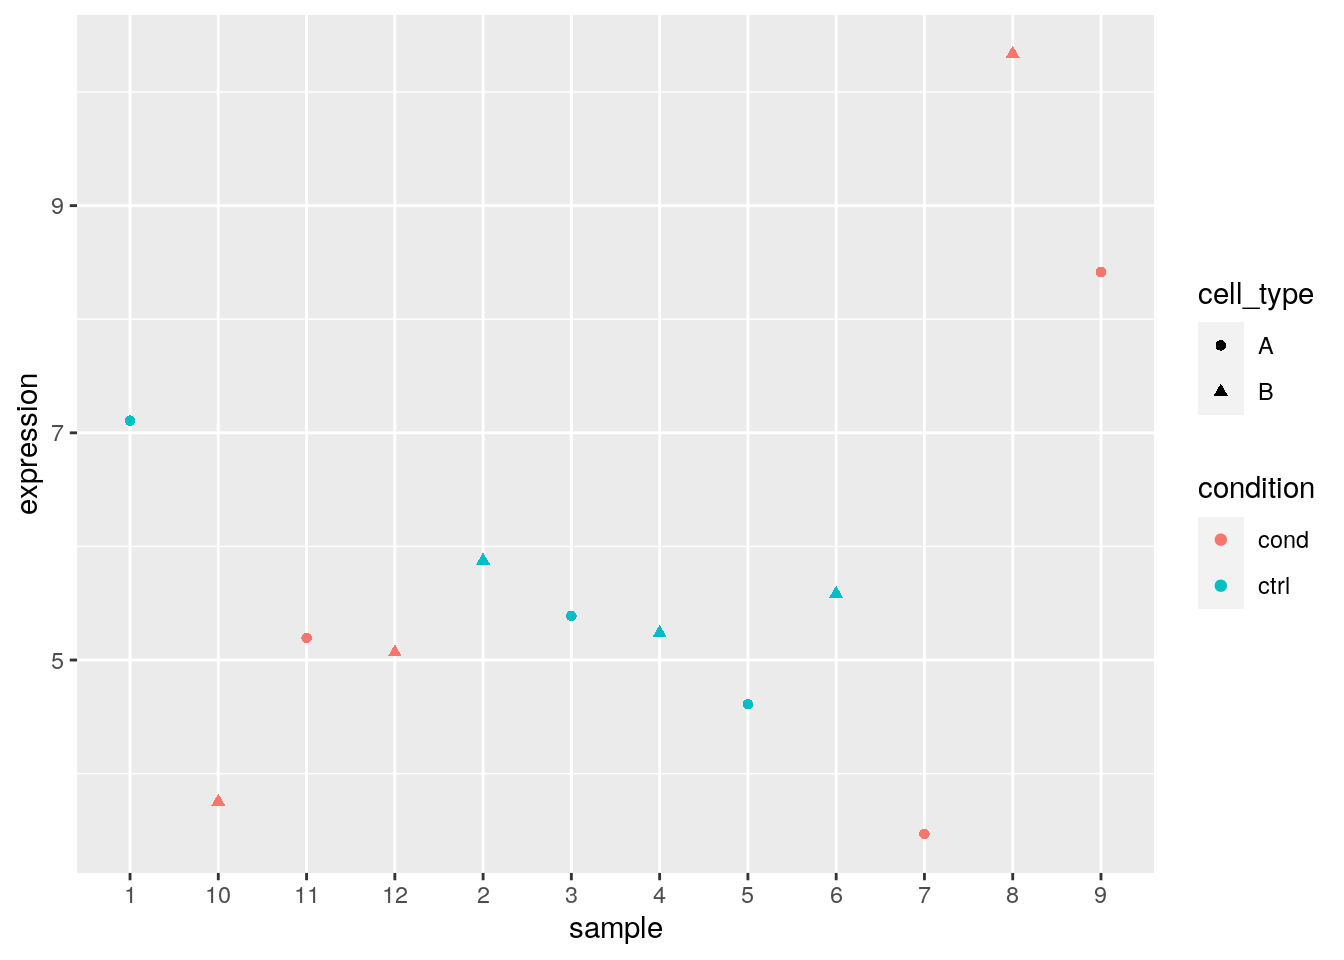 expression
9
7
5
1 10 11 12 2 3 4 5 6 7 8 9
sample
cell_type
A
B
condition
cond
ctrl